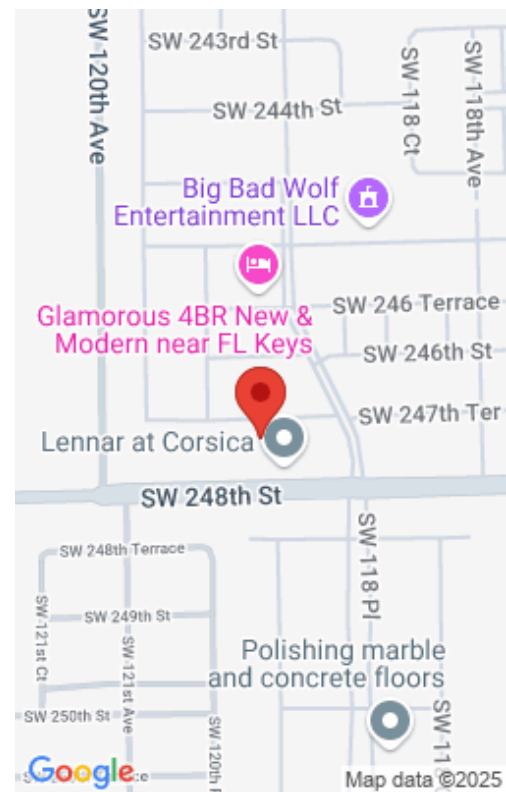 SW 120th Ave
SW 243rd St
SW 118 Ct
SW 118th Ave
SW 244th St
Big Bad Wolf
Entertainment LLC
Glamorous 4BR New &
Modern near FL Keys
SW 246 Terrace
SW 246th St
SW 247th Ter
Lennar at Corsica
SW 248th St
SW 248th Terrace
SW 118 Pl
SW 121st Ct
SW 249th St
SW 121st Ave
Polishing marble
and concrete floors
SW 250th St
SW 120th P
SW 118
Google
Map data ©2025